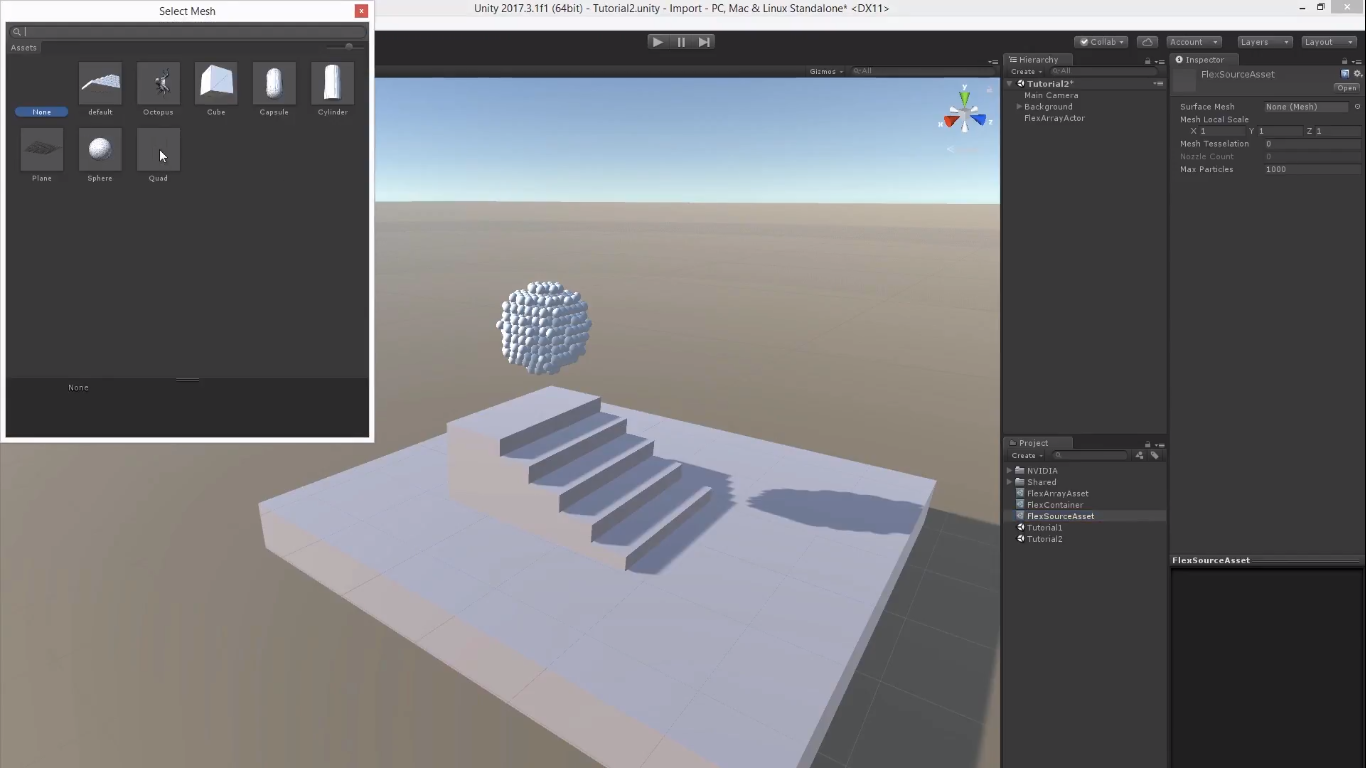 Select Mesh
Unity 2017.3.1f1 (64bit) - Tutorial2.unity - Import - PC, Mac & Linux Standalone* <DX11>
Assets
Collab
Account
Layers
Layout
Gizmos
All
None
default
Octopus
Cube
Capsule
Cylinder
Plane
Sphere
Quad
None
Hierarchy
Create
All
Tutorial2*
Main Camera
Background
FlexArrayActor
Inspector
FlexSourceAsset
Open
Surface Mesh None (Mesh)
Mesh Local Scale
X 1 Y 1 Z 1
Mesh Tesselation 0
Nozzle Count 0
Max Particles 1000
Project
Create
NVIDIA
Shared
FlexArrayAsset
FlexContainer
FlexSourceAsset
Tutorial1
Tutorial2
FlexSourceAsset